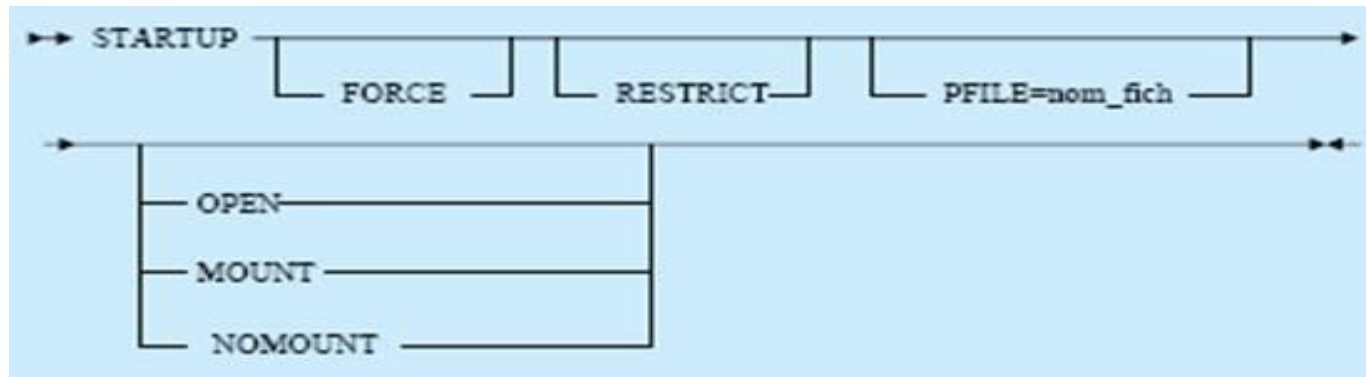 STARTUP
FORCE RESTRICT PFILE=nom_fich
OPEN
MOUNT
NOMOUNT